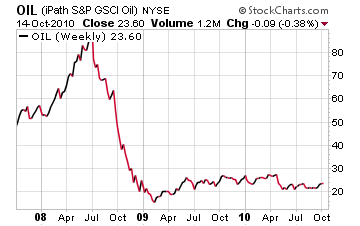 OIL (iPath S&P GSCI Oil) NYSE © StockCharts.com
14-Oct-2010 Close 23.60 Volume 1.2M Chg -0.09 (-0.38%)
OIL (Weekly) 23.60
80
70
60
50
40
30
20
08 Apr Jul Oct 09 Apr Jul Oct 10 Apr Jul Oct